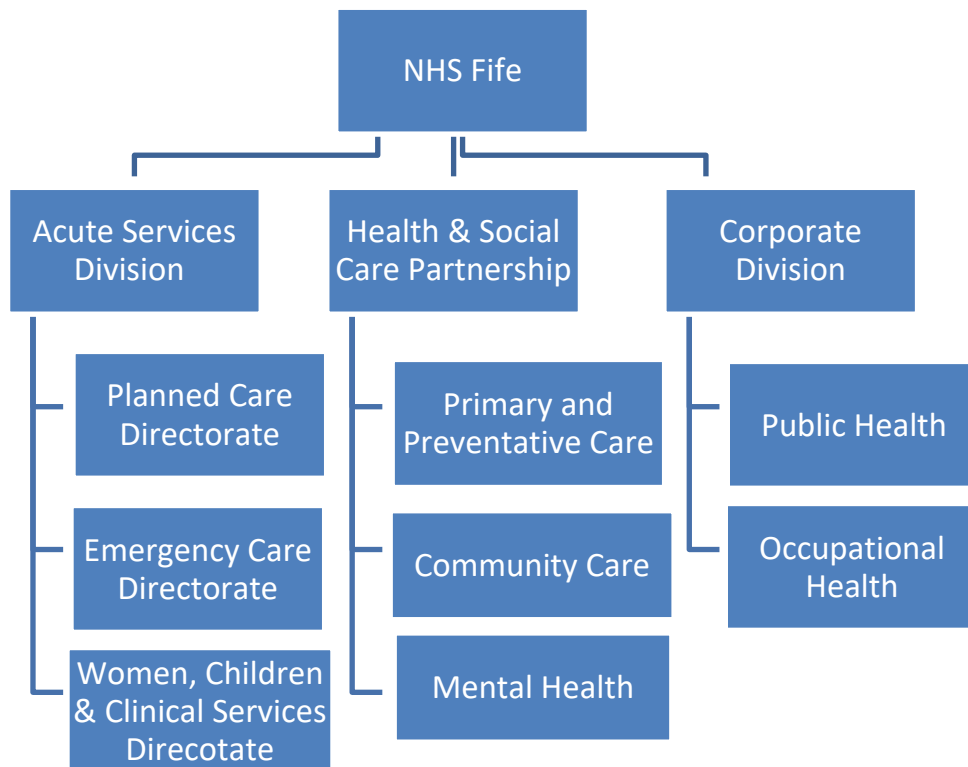 NHS Fife
Acute Services
Division
Health & Social
Care Partnership
Corporate
Division
Planned Care
Directorate
Emergency Care
Directorate
Women, Children
& Clinical Services
Direcotate
Primary and
Preventative Care
Community Care
Mental Health
Public Health
Occupational
Health